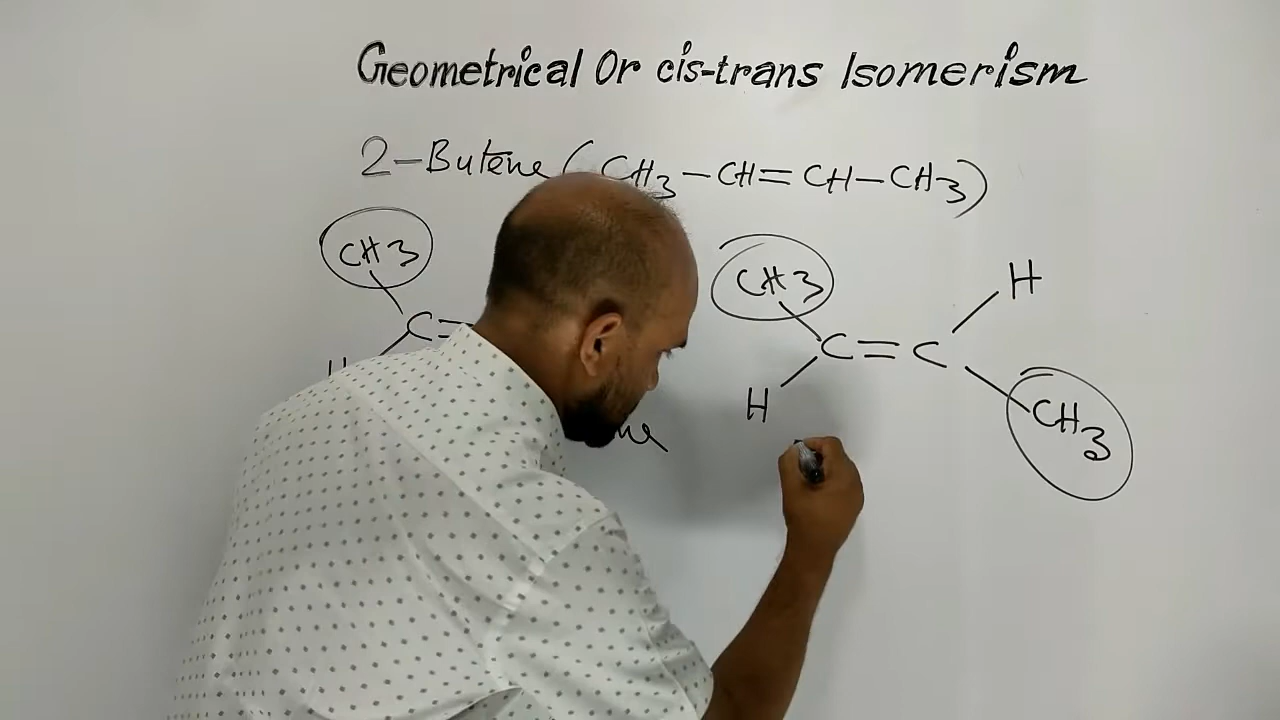 Geometrical Or cis-trans Isomerism
2-Butene (CH3-CH=CH-CH3)
CH3
C=
H
CH3
H
C=C
H
CH3